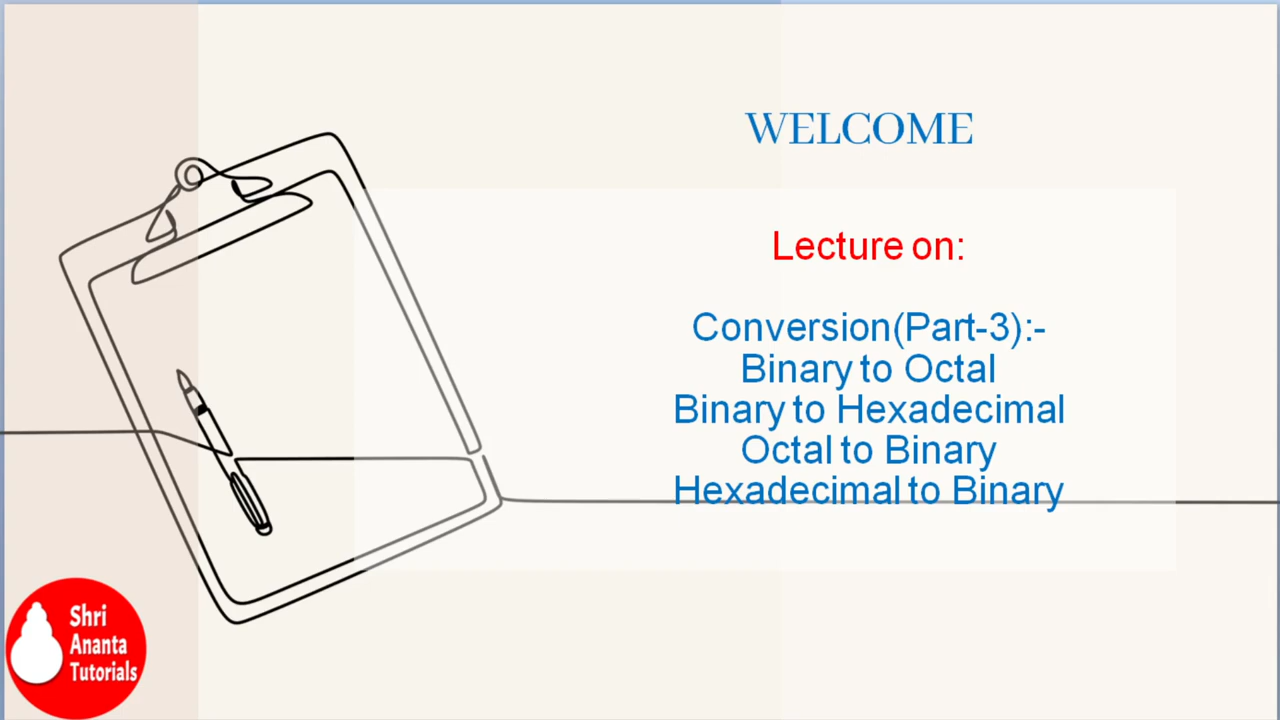 WELCOME
Lecture on:
Conversion(Part-3):-
Binary to Octal
Binary to Hexadecimal
Octal to Binary
Hexadecimal to Binary
Shri
Ananta
Tutorials